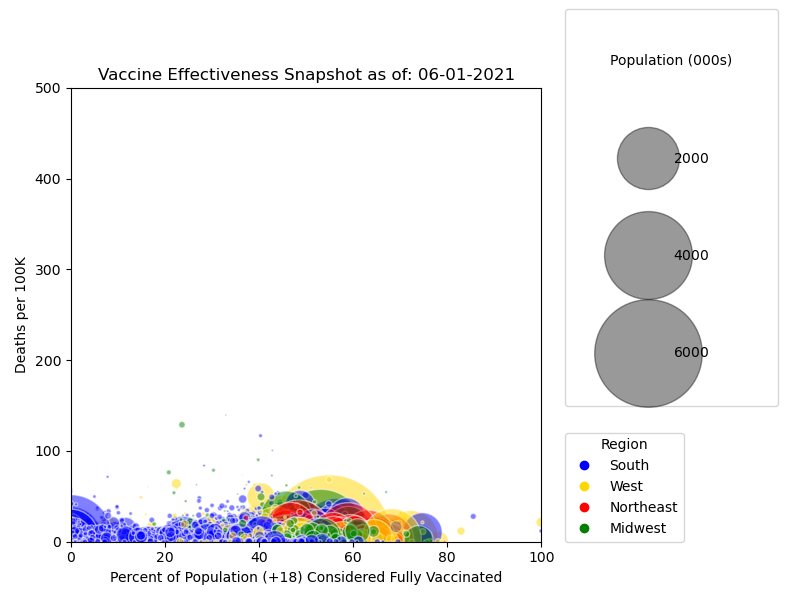 Vaccine Effectiveness Snapshot as of: 06-01-2021
500
400
300
200
100
0
Deaths per 100K
0 20 40 60 80 100
Percent of Population (+18) Considered Fully Vaccinated
Population (000s)
2000
4000
6000
Region
South
West
Northeast
Midwest